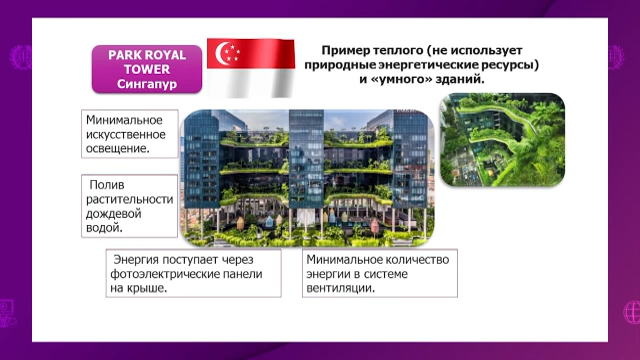 PARK ROYAL
TOWER
Сингапур
Пример теплого (не использует
природные энергетические ресурсы)
и «умного» зданий.
Минимальное
искусственное
освещение.
Полив
растительности
дождевой
водой.
Энергия поступает через
фотоэлектрические панели
на крыше.
Минимальное количество
энергии в системе
вентиляции.